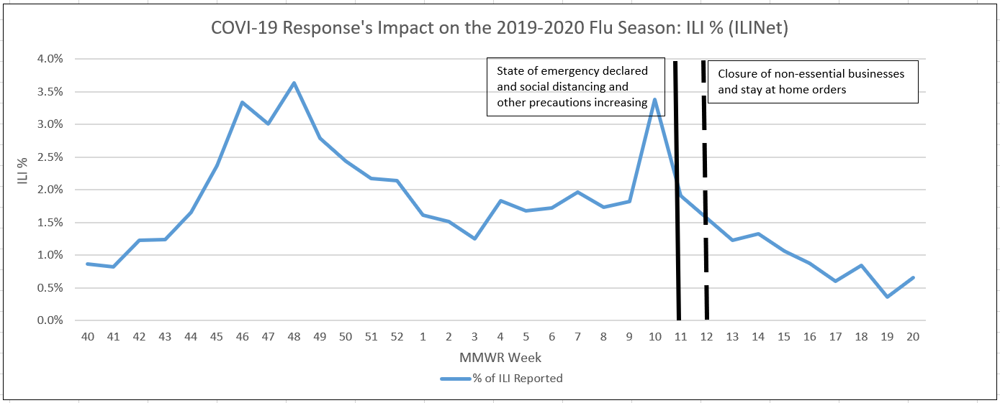 COVI-19 Response's Impact on the 2019-2020 Flu Season: ILI % (ILINet)
4.0%
3.5%
3.0%
2.5%
2.0%
1.5%
1.0%
0.5%
0.0%
ILI %
State of emergency declared
and social distancing and
other precautions increasing
Closure of non-essential businesses
and stay at home orders
40 41 42 43 44 45 46 47 48 49 50 51 52 1 2 3 4 5 6 7 8 9 10 11 12 13 14 15 16 17 18 19 20
MMWR Week
% of ILI Reported